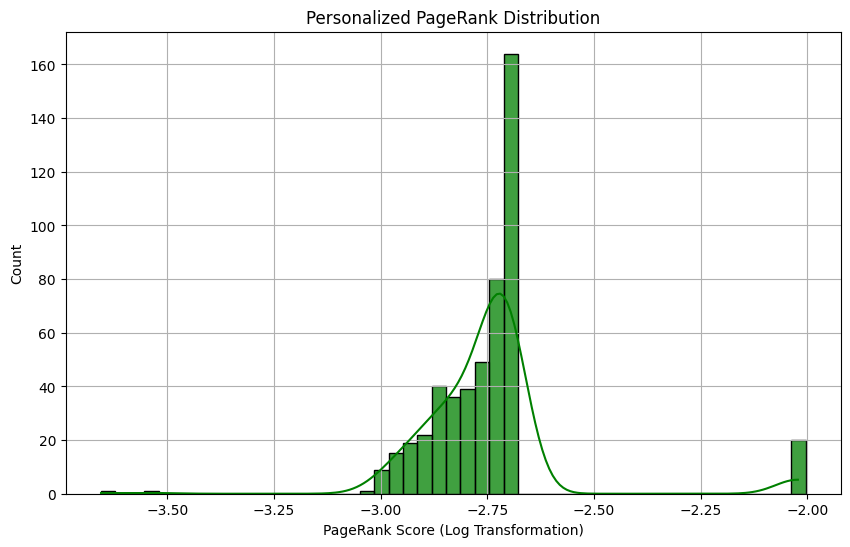 Personalized PageRank Distribution
160
140
120
100
80
60
40
20
0
Count
−3.50 −3.25 −3.00 −2.75 −2.50 −2.25 −2.00
PageRank Score (Log Transformation)